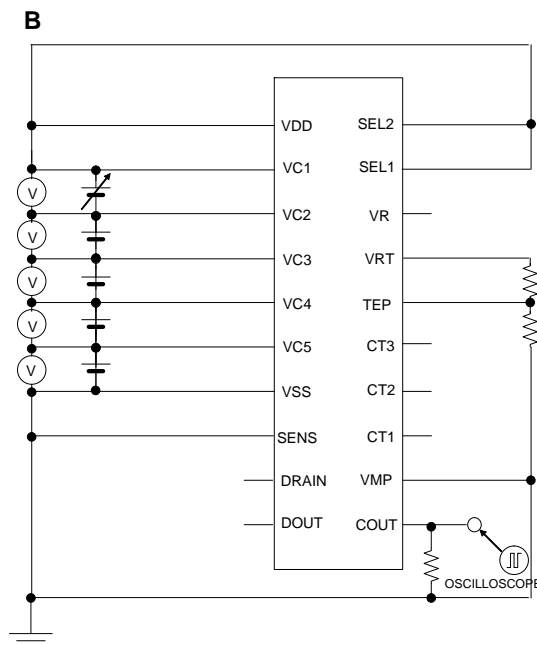 B
VDD
VC1
VC2
VC3
VC4
VC5
VSS
SENS
DRAIN
DOUT
SEL2
SEL1
VR
VRT
TEP
CT3
CT2
CT1
VMP
COUT
V
V
V
V
V
OSCILLOSCOPE